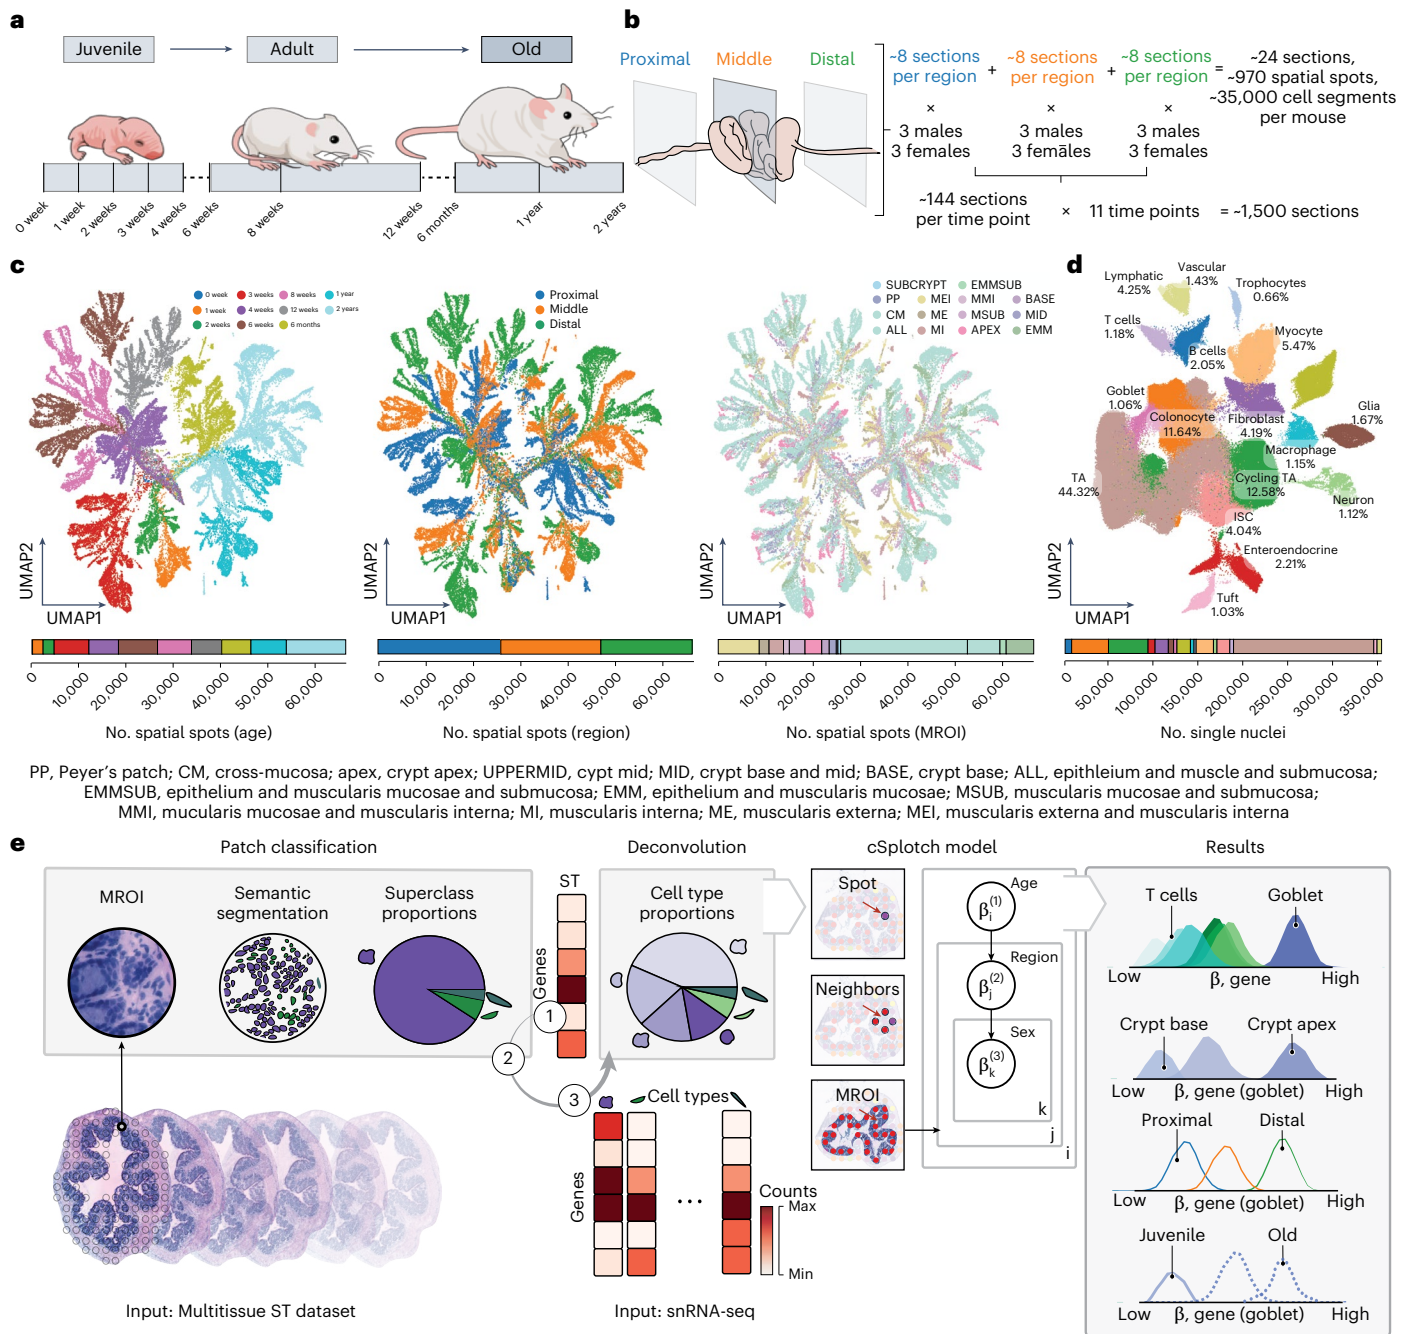 a
Juvenile
Adult
Old
0 week
1 week
2 weeks
3 weeks
4 weeks
6 weeks
8 weeks
12 weeks
6 months
1 year
2 years
b
Proximal
Middle
Distal
~8 sections
per region
+
~8 sections
per region
+
~8 sections
per region
=
~24 sections,
~970 spatial spots,
~35,000 cell segments
per mouse
×
×
×
3 males
3 females
3 males
3 females
3 males
3 females
~144 sections
per time point
×
11 time points
= ~1,500 sections
c
0 week
3 weeks
8 weeks
1 year
1 week
4 weeks
12 weeks
2 years
2 weeks
6 weeks
6 months
UMAP2
UMAP1
0
10,000
20,000
30,000
40,000
50,000
60,000
No. spatial spots (age)
Proximal
Middle
Distal
UMAP2
UMAP1
0
10,000
20,000
30,000
40,000
50,000
60,000
No. spatial spots (region)
SUBCRYPT
EMMSUB
PP
MEI
MMI
BASE
CM
ME
MSUB
MID
ALL
MI
APEX
EMM
UMAP2
UMAP1
0
10,000
20,000
30,000
40,000
50,000
60,000
No. spatial spots (MROI)
d
Lymphatic
4.25%
Vascular
1.43%
Trophocytes
0.66%
T cells
1.18%
B cells
2.05%
Myocyte
5.47%
Goblet
1.06%
Colonocyte
11.64%
Fibroblast
4.19%
Glia
1.67%
Macrophage
1.15%
TA
44.32%
Cycling TA
12.58%
Neuron
1.12%
ISC
4.04%
Enteroendocrine
2.21%
Tuft
1.03%
UMAP2
UMAP1
0
50,000
100,000
150,000
200,000
250,000
300,000
350,000
No. single nuclei
PP, Peyer's patch; CM, cross-mucosa; apex, crypt apex; UPPERMID, cypt mid; MID, crypt base and mid; BASE, crypt base; ALL, epithleium and muscle and submucosa;
EMMSUB, epithelium and muscularis mucosae and submucosa; EMM, epithelium and muscularis mucosae; MSUB, muscularis mucosae and submucosa;
MMI, mucularis mucosae and muscularis interna; MI, muscularis interna; ME, muscularis externa; MEI, muscularis externa and muscularis interna
e
Patch classification
MROI
Semantic
segmentation
Superclass
proportions
ST
Genes
1
2
3
Deconvolution
Cell type
proportions
Cell types
Genes
...
Counts
Max
Min
Input: Multitissue ST dataset
Input: snRNA-seq
cSplotch model
Spot
Neighbors
MROI
Age
β i (1)
Region
β j (2)
Sex
β k (3)
k
j
i
Results
T cells
Goblet
Low
β, gene
High
Crypt base
Crypt apex
Low
β, gene (goblet)
High
Proximal
Distal
Low
β, gene (goblet)
High
Juvenile
Old
Low
β, gene (goblet)
High